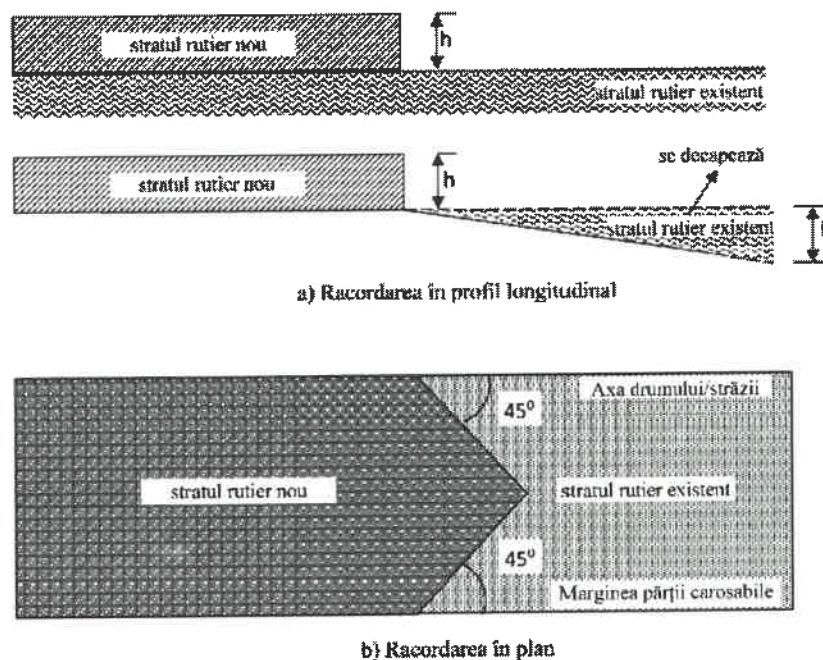 stratul rutier nou
h
stratul rutier existent
se decapează
stratul rutier nou
h
stratul rutier existent
a) Racordarea în profil longitudinal
Axa drumului/străzii
45°
stratul rutier nou
stratul rutier existent
45°
Marginea părții carosabile
b) Racordarea în plan